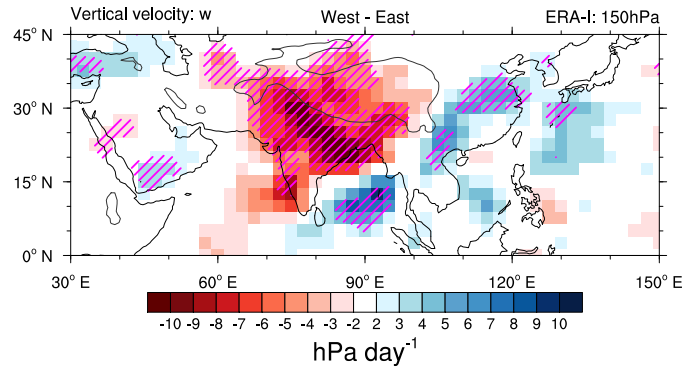 Vertical velocity: w West - East ERA-I: 150hPa
45° N
30° N
15° N
0° N
30° E 60° E 90° E 120° E 150° E
-10 -9 -8 -7 -6 -5 -4 -3 -2 2 3 4 5 6 7 8 9 10
hPa day⁻¹